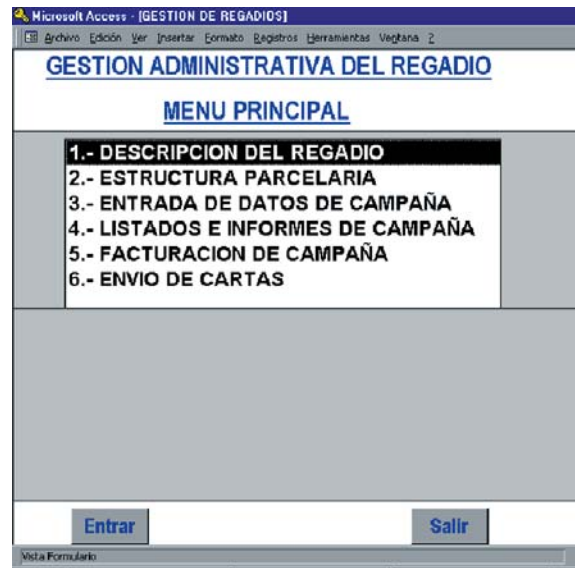 Microsoft Access - [GESTION DE REGADIOS]
Archivo Edición Ver Insertar Formato Registros Herramientas Ventana ?
GESTION ADMINISTRATIVA DEL REGADIO
MENU PRINCIPAL
1.- DESCRIPCION DEL REGADIO
2.- ESTRUCTURA PARCELARIA
3.- ENTRADA DE DATOS DE CAMPAÑA
4.- LISTADOS E INFORMES DE CAMPAÑA
5.- FACTURACION DE CAMPAÑA
6.- ENVIO DE CARTAS
Entrar Salir
Vista Formulario